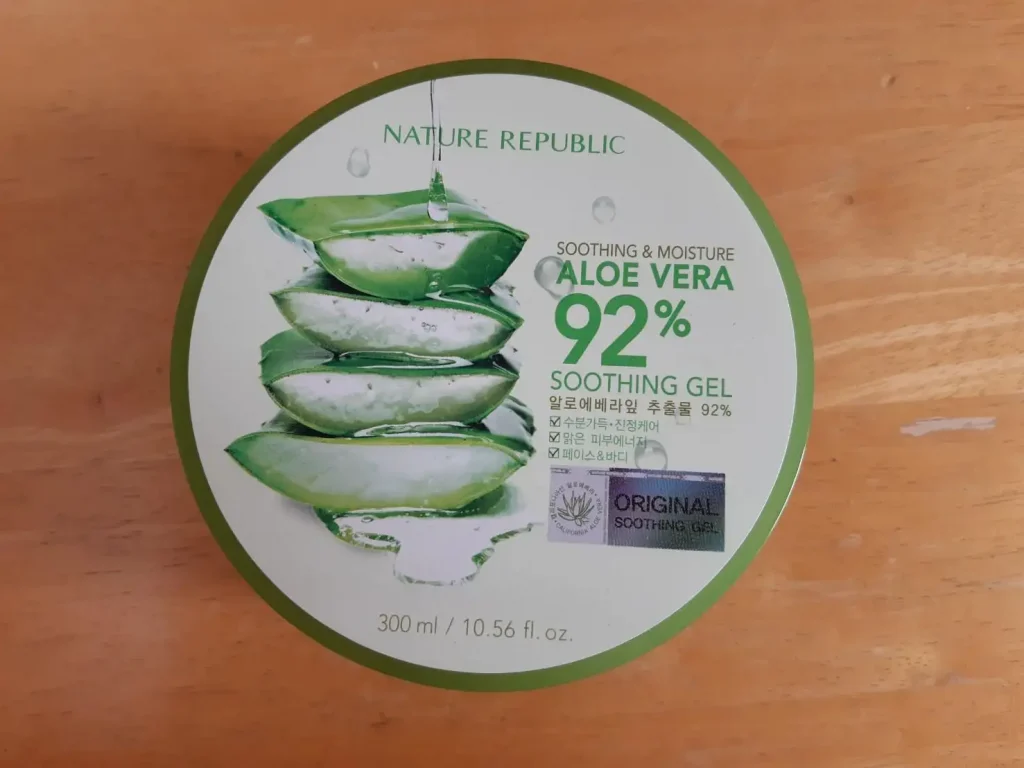 NATURE REPUBLIC
SOOTHING & MOISTURE
ALOE VERA
92%
SOOTHING GEL
알로에베라잎 추출물 92%
수분가득·진정케어
맑은 피부에너지
페이스&바디
CALIFORNIA ALOE
ORIGINAL
SOOTHING GEL
300 ml / 10.56 fl. oz.